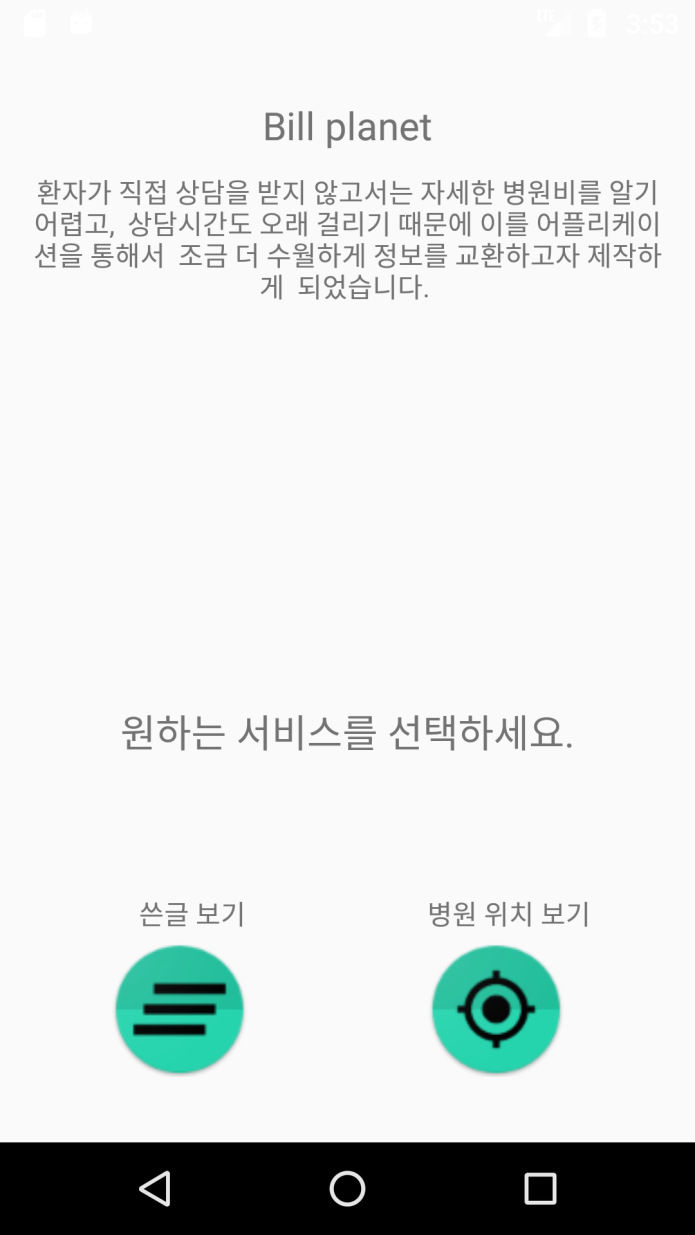 LTE 3:53
Bill planet
환자가 직접 상담을 받지 않고서는 자세한 병원비를 알기
어렵고,  상담시간도 오래 걸리기 때문에 이를 어플리케이
션을 통해서  조금 더 수월하게 정보를 교환하고자 제작하
게  되었습니다.
원하는 서비스를 선택하세요.
쓴글 보기 병원 위치 보기